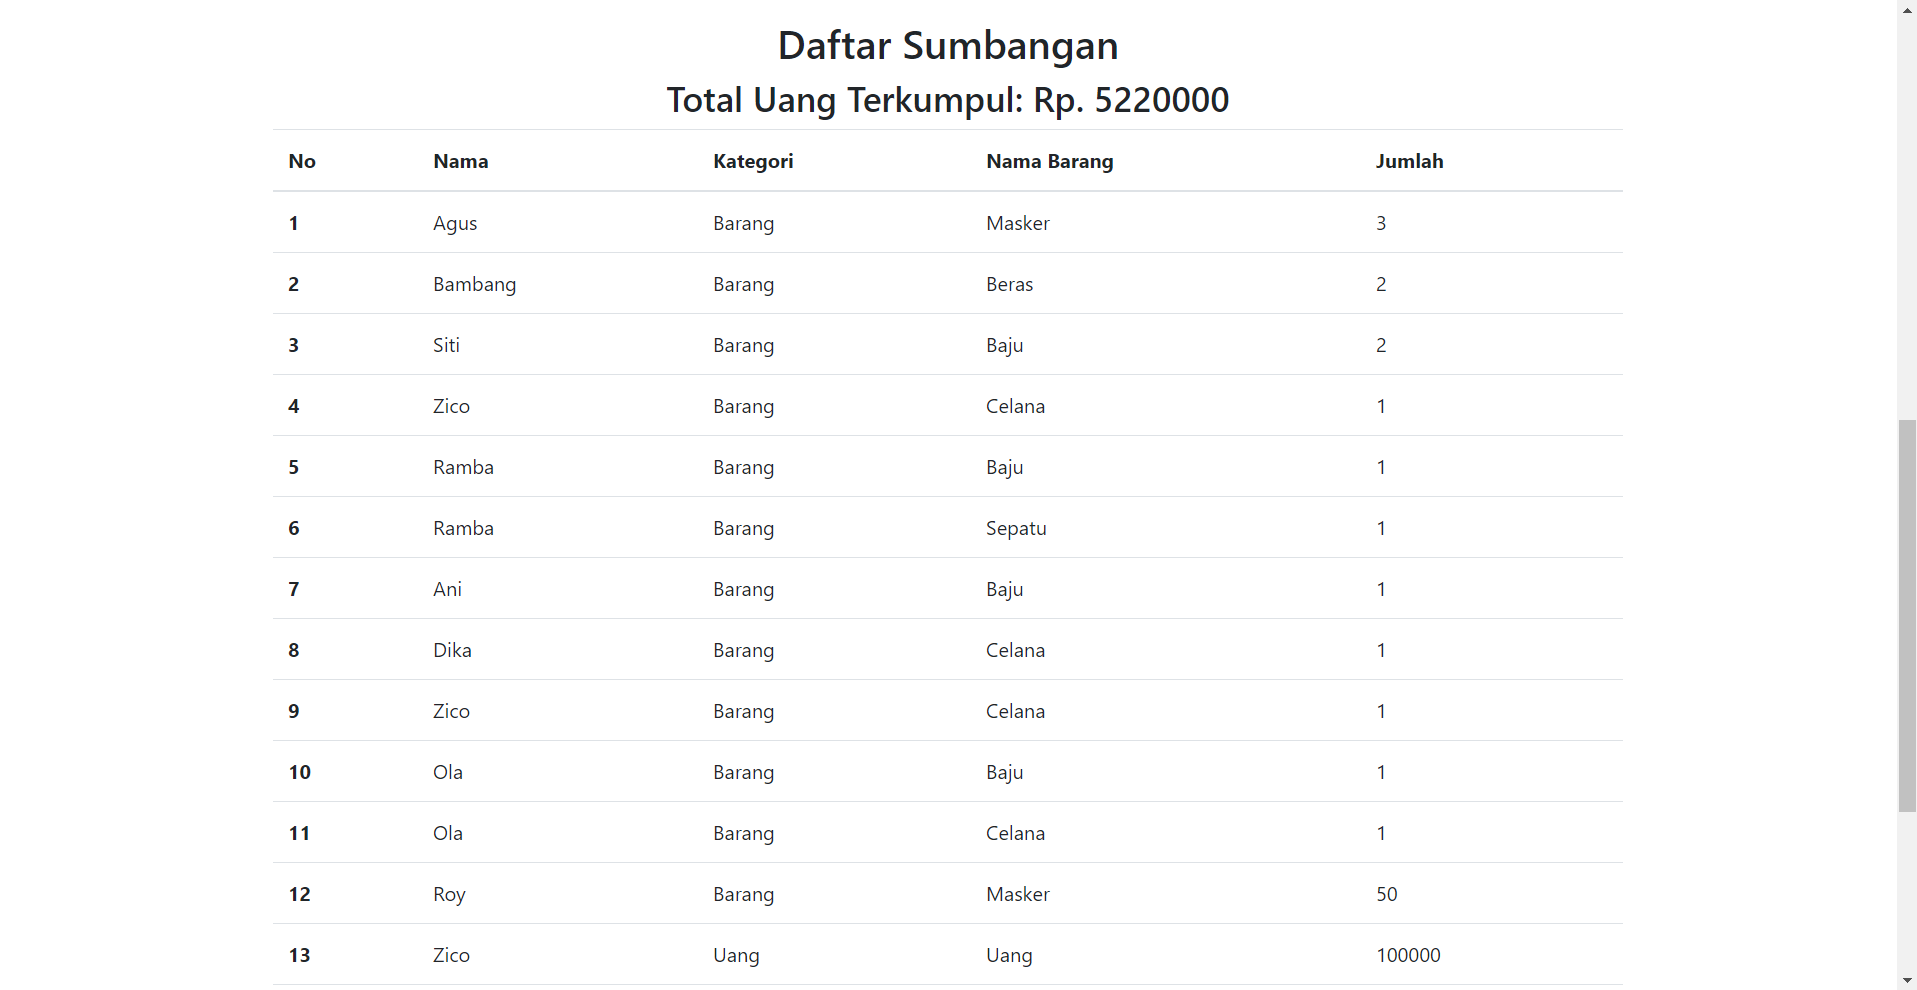 Daftar Sumbangan
Total Uang Terkumpul: Rp. 5220000
No Nama Kategori Nama Barang Jumlah
1 Agus Barang Masker 3
2 Bambang Barang Beras 2
3 Siti Barang Baju 2
4 Zico Barang Celana 1
5 Ramba Barang Baju 1
6 Ramba Barang Sepatu 1
7 Ani Barang Baju 1
8 Dika Barang Celana 1
9 Zico Barang Celana 1
10 Ola Barang Baju 1
11 Ola Barang Celana 1
12 Roy Barang Masker 50
13 Zico Uang Uang 100000